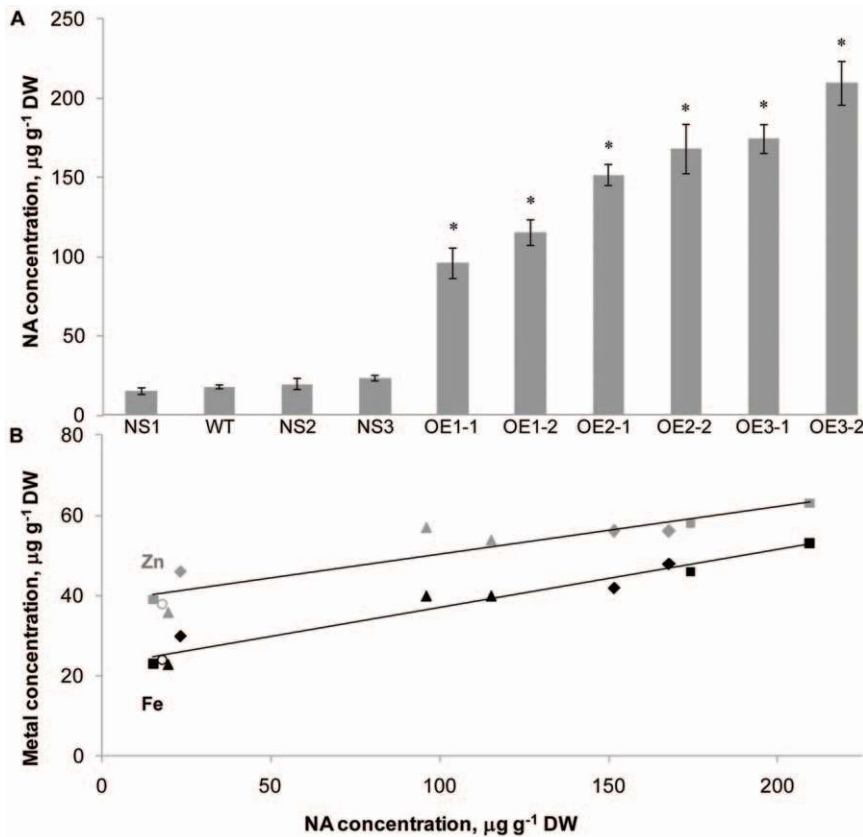 A
NA concentration, µg g⁻¹ DW
250
200
150
100
50
0
* * * * * *
NS1 WT NS2 NS3 OE1-1 OE1-2 OE2-1 OE2-2 OE3-1 OE3-2
B
Metal concentration, µg g⁻¹ DW
80
60
40
20
0
Zn
Fe
0 50 100 150 200
NA concentration, µg g⁻¹ DW